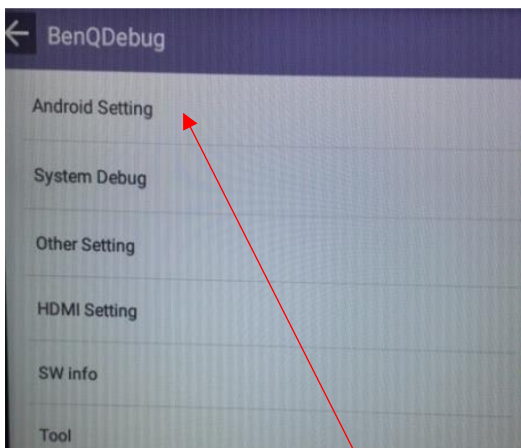 BenQDebug
Android Setting
System Debug
Other Setting
HDMI Setting
SW info
Tool